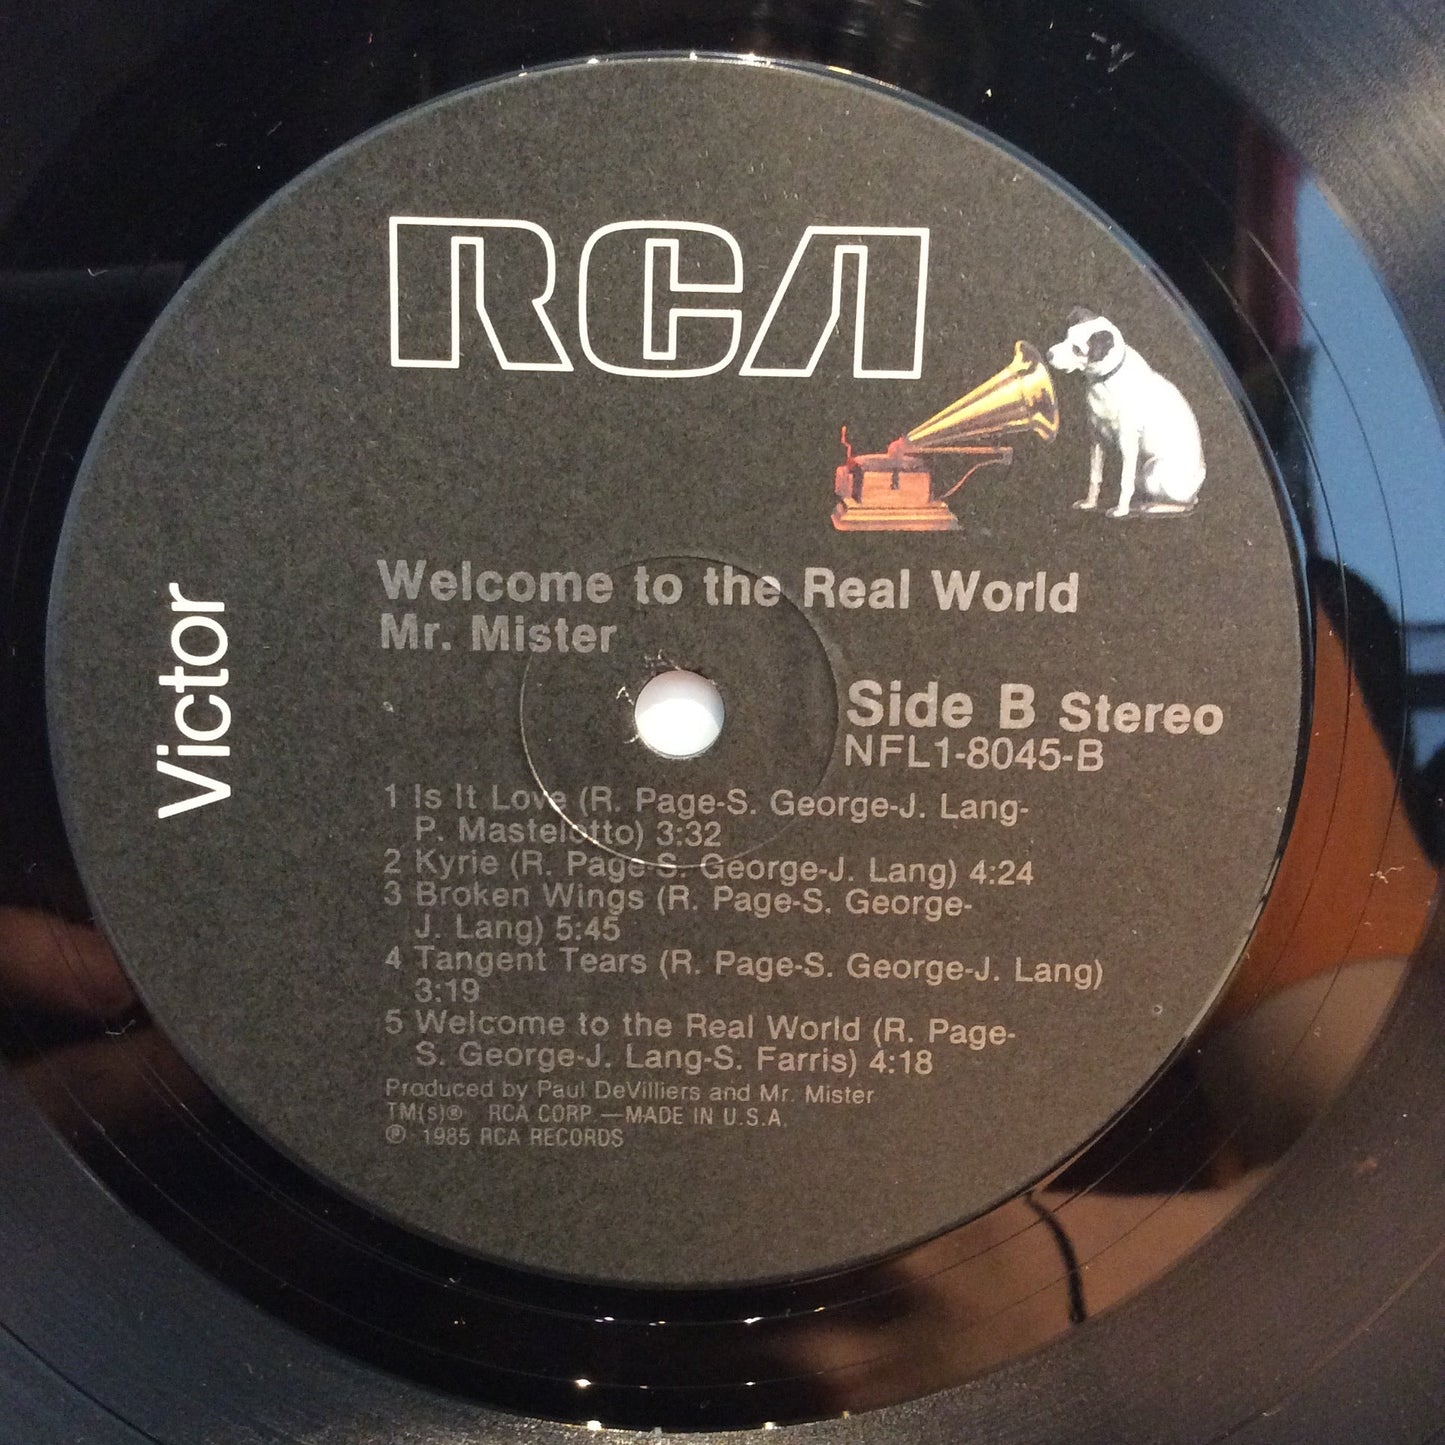 RCA
Victor
Welcome to the Real World
Mr. Mister
Side B Stereo
NFL1-8045-B
1 Is It Love (R. Page-S. George-J. Lang-
P. Mastelotto) 3:32
2 Kyrie (R. Page-S. George-J. Lang) 4:24
3 Broken Wings (R. Page-S. George-
J. Lang) 5:45
4 Tangent Tears (R. Page-S. George-J. Lang)
3:19
5 Welcome to the Real World (R. Page-
S. George-J. Lang-S. Farris) 4:18
Produced by Paul DeVilliers and Mr. Mister
TM(s)® RCA CORP.—MADE IN U.S.A.
℗ 1985 RCA RECORDS